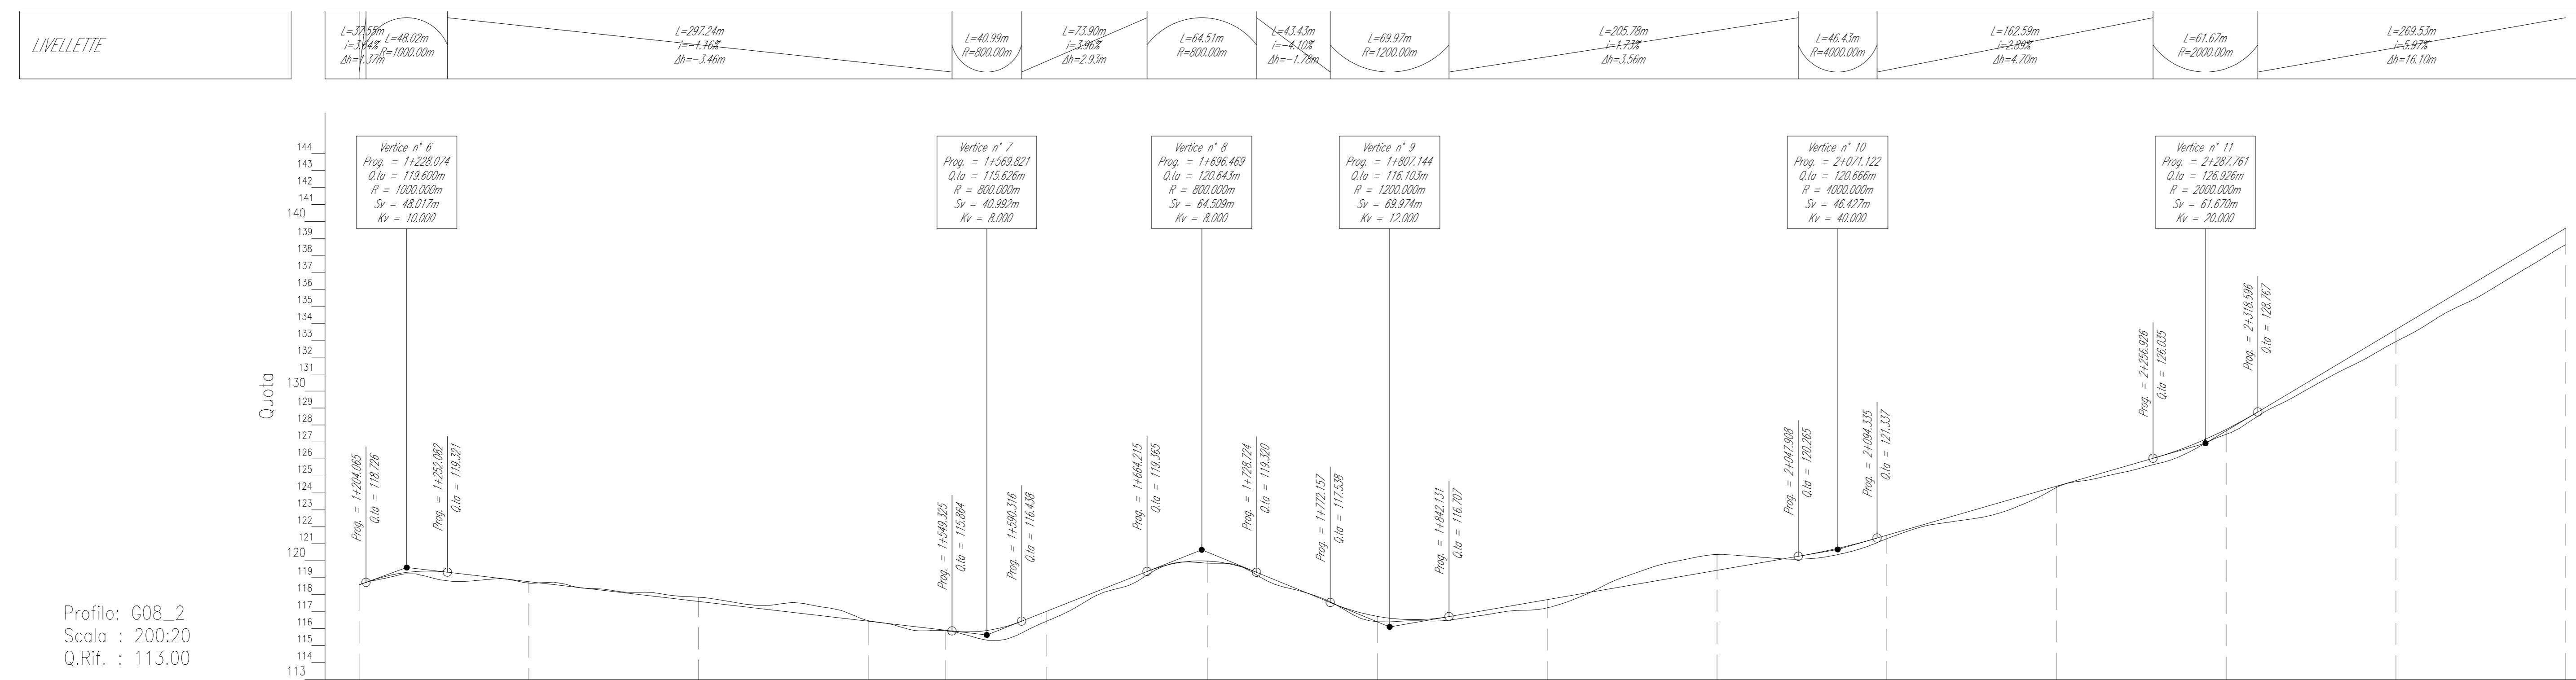 LIVELLETTE
L=37.55m
i=3.64%
Δh=1.37m
L=48.02m
R=1000.00m
L=297.24m
i=-1.16%
Δh=-3.46m
L=40.99m
R=800.00m
L=73.90m
i=3.96%
Δh=2.93m
L=64.51m
R=800.00m
L=43.43m
i=-4.10%
Δh=-1.78m
L=69.97m
R=1200.00m
L=205.78m
i=1.73%
Δh=3.56m
L=46.43m
R=4000.00m
L=162.59m
i=2.89%
Δh=4.70m
L=61.67m
R=2000.00m
L=269.53m
i=5.97%
Δh=16.10m
Vertice n° 6
Prog. = 1+228.074
Q.ta = 119.600m
R = 1000.000m
Sv = 48.017m
Kv = 10.000
Vertice n° 7
Prog. = 1+569.821
Q.ta = 115.626m
R = 800.000m
Sv = 40.992m
Kv = 8.000
Vertice n° 8
Prog. = 1+696.469
Q.ta = 120.643m
R = 800.000m
Sv = 64.509m
Kv = 8.000
Vertice n° 9
Prog. = 1+807.144
Q.ta = 116.103m
R = 1200.000m
Sv = 69.974m
Kv = 12.000
Vertice n° 10
Prog. = 2+071.122
Q.ta = 120.666m
R = 4000.000m
Sv = 46.427m
Kv = 40.000
Vertice n° 11
Prog. = 2+287.761
Q.ta = 126.926m
R = 2000.000m
Sv = 61.670m
Kv = 20.000
Quota
144
143
142
141
140
139
138
137
136
135
134
133
132
131
130
129
128
127
126
125
124
123
122
121
120
119
118
117
116
115
114
113
Prog. = 1+204.065
Q.ta = 118.726
Prog. = 1+252.082
Q.ta = 119.321
Prog. = 1+549.325
Q.ta = 115.864
Prog. = 1+590.316
Q.ta = 116.438
Prog. = 1+664.215
Q.ta = 119.365
Prog. = 1+728.724
Q.ta = 119.320
Prog. = 1+772.157
Q.ta = 117.538
Prog. = 1+842.131
Q.ta = 116.707
Prog. = 2+047.908
Q.ta = 120.265
Prog. = 2+094.335
Q.ta = 121.337
Prog. = 2+256.926
Q.ta = 126.035
Prog. = 2+318.596
Q.ta = 128.767
Profilo: G08_2
Scala : 200:20
Q.Rif. : 113.00